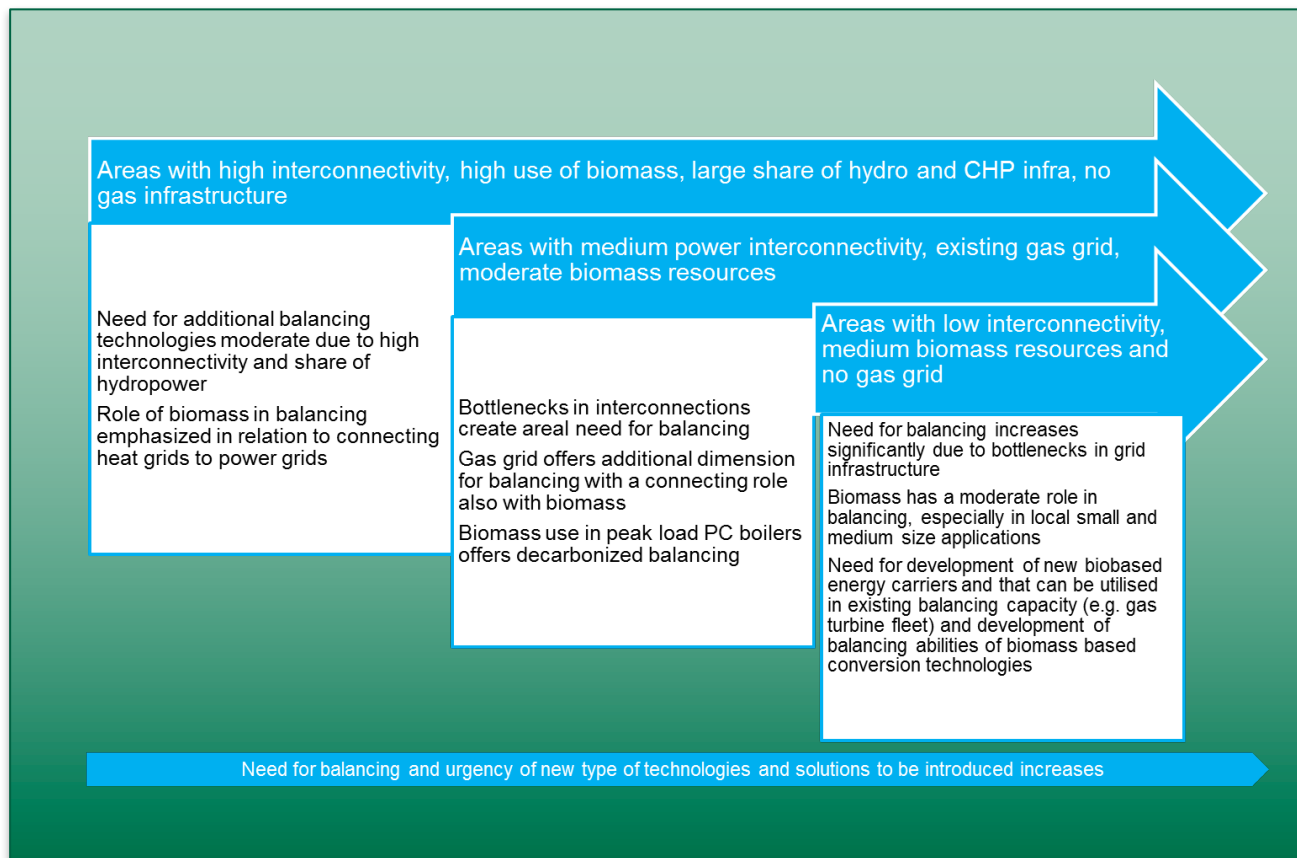 Areas with high interconnectivity, high use of biomass, large share of hydro and CHP infra, no
gas infrastructure
Need for additional balancing
technologies moderate due to high
interconnectivity and share of
hydropower
Role of biomass in balancing
emphasized in relation to connecting
heat grids to power grids
Areas with medium power interconnectivity, existing gas grid,
moderate biomass resources
Bottlenecks in interconnections
create areal need for balancing
Gas grid offers additional dimension
for balancing with a connecting role
also with biomass
Biomass use in peak load PC boilers
offers decarbonized balancing
Areas with low interconnectivity,
medium biomass resources and
no gas grid
Need for balancing increases
significantly due to bottlenecks in grid
infrastructure
Biomass has a moderate role in
balancing, especially in local small and
medium size applications
Need for development of new biobased
energy carriers and that can be utilised
in existing balancing capacity (e.g. gas
turbine fleet) and development of
balancing abilities of biomass based
conversion technologies
Need for balancing and urgency of new type of technologies and solutions to be introduced increases